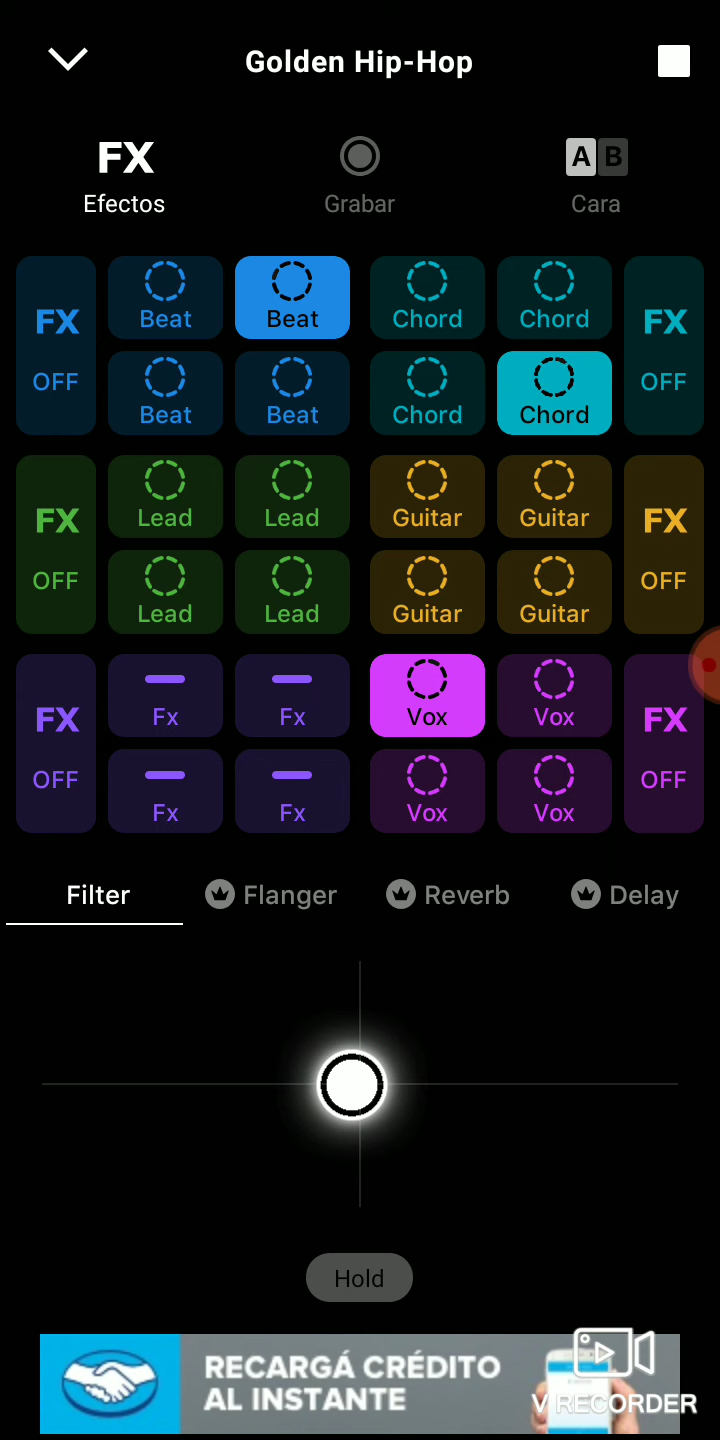 Golden Hip-Hop
FX A B
Efectos Grabar Cara
FX Beat Beat Chord Chord FX
OFF Beat Beat Chord Chord OFF
FX Lead Lead Guitar Guitar FX
OFF Lead Lead Guitar Guitar OFF
FX Fx Fx Vox Vox FX
OFF Fx Fx Vox Vox OFF
Filter Flanger Reverb Delay
Hold
RECARGÁ CRÉDITO
AL INSTANTE
V RECORDER